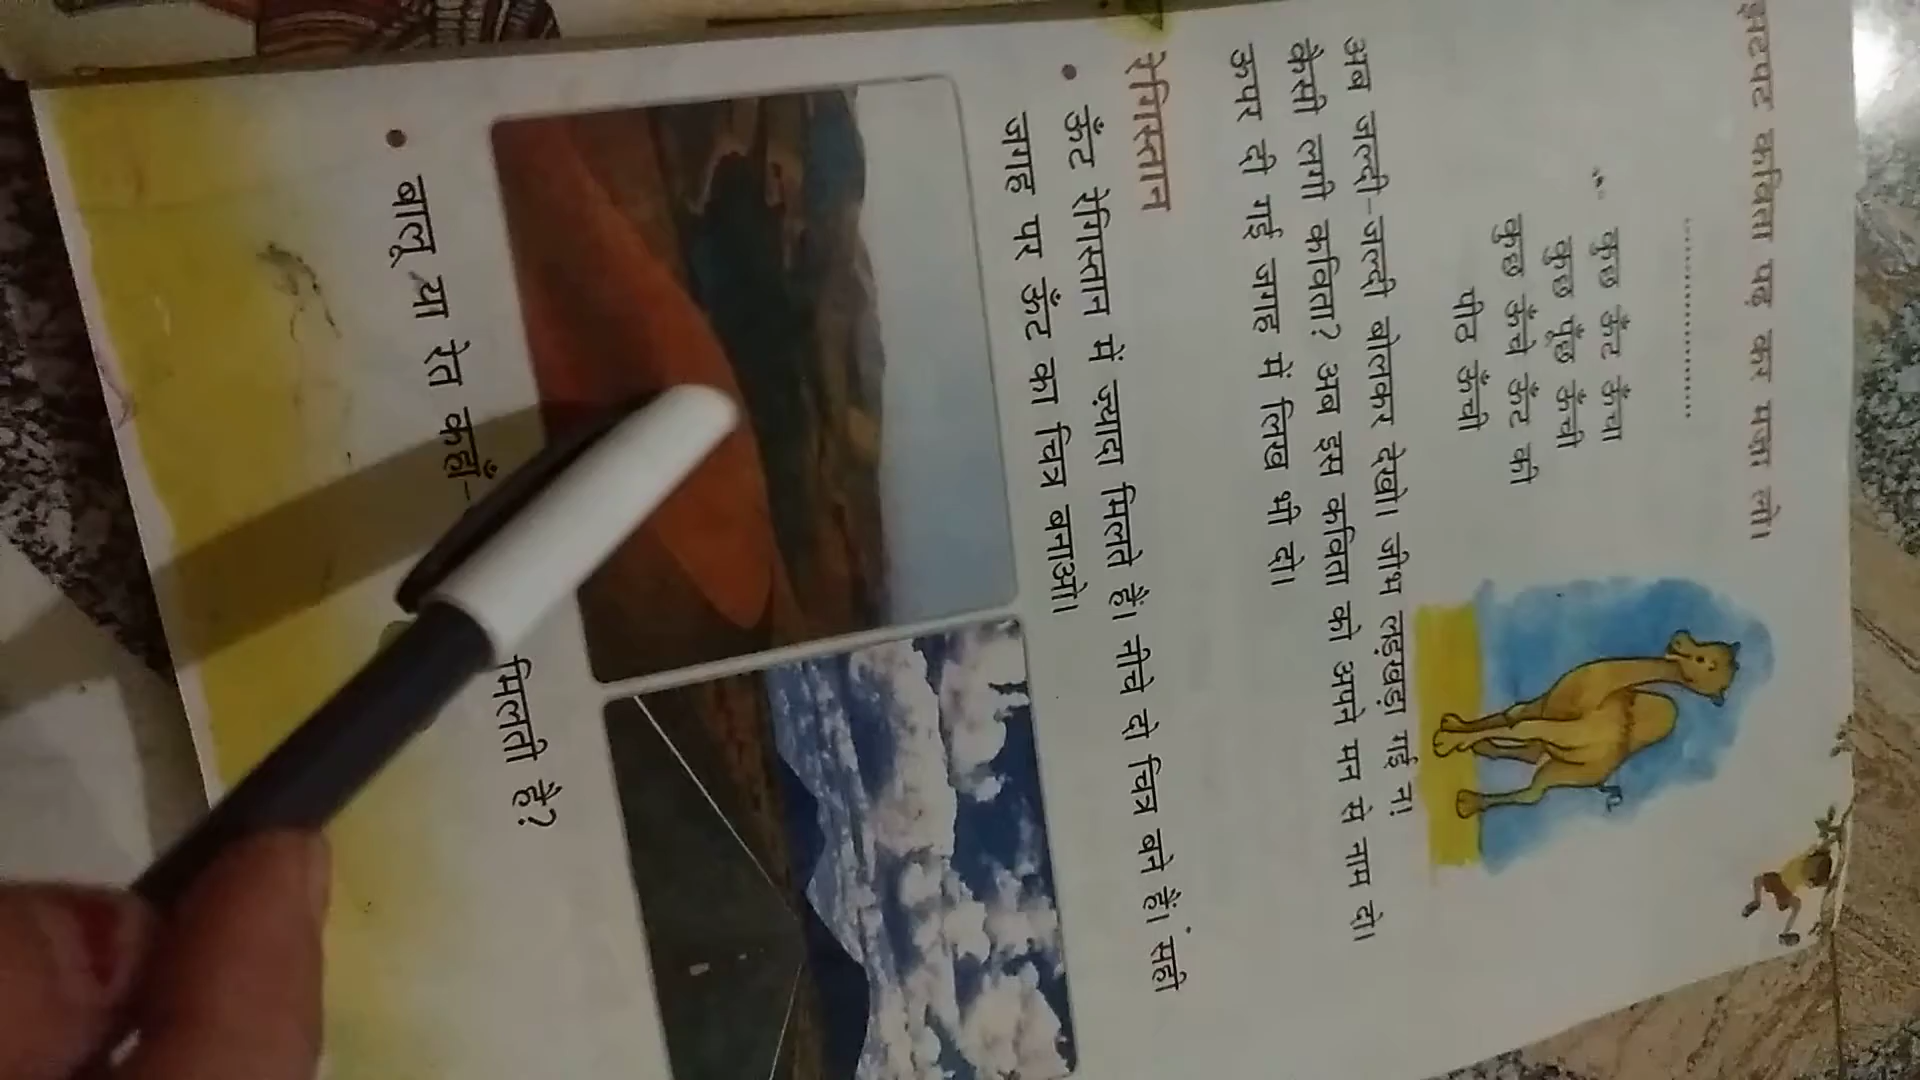 झटपट कविता पढ़ कर मज़ा लो।
..................
कुछ ऊँट ऊँचा
कुछ पूँछ ऊँची
कुछ ऊँचे ऊँट की
पीठ ऊँची
अब जल्दी-जल्दी बोलकर देखो। जीभ लड़खड़ा गई न!
कैसी लगी कविता? अब इस कविता को अपने मन से नाम दो।
ऊपर दी गई जगह में लिख भी दो।
रेगिस्तान
• ऊँट रेगिस्तान में ज़्यादा मिलते हैं। नीचे दो चित्र बने हैं। सही
जगह पर ऊँट का चित्र बनाओ।
• बालू या रेत कहाँ- मिलती है?